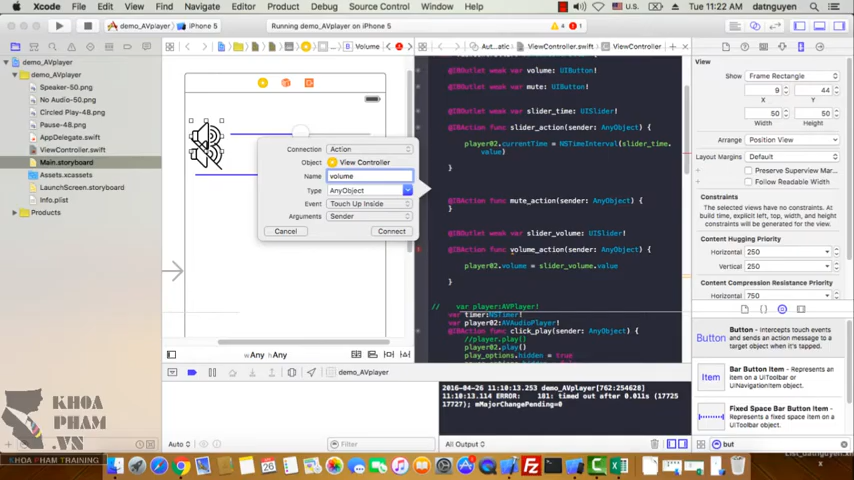 Xcode File Edit View Find Navigate Editor Product Debug Source Control Window Help
U.S. Tue 11:22 AM datnguyen
demo_AVplayer iPhone 5
Running demo_AVplayer on iPhone 5
4 1
Volume
Aut... ViewController.swift ViewController
demo_AVplayer
demo_AVplayer
Speaker-50.png
No Audio-50.png
Circled Play-48.png
Pause-48.png
AppDelegate.swift
ViewController.swift
Main.storyboard
Assets.xcassets
LaunchScreen.storyboard
Info.plist
Products
Connection Action
Object View Controller
Name volume
Type AnyObject
Event Touch Up Inside
Arguments Sender
Cancel Connect
wAny hAny
@IBOutlet weak var volume: UIButton!
@IBOutlet weak var mute: UIButton!
@IBOutlet weak var slider_time: UISlider!
@IBAction func slider_action(sender: AnyObject) {
player02.currentTime = NSTimeInterval(slider_time.
value)
}
@IBAction func mute_action(sender: AnyObject) {
}
@IBOutlet weak var slider_volume: UISlider!
@IBAction func volume_action(sender: AnyObject) {
player02.volume = slider_volume.value
}
// var player:AVPlayer!
var timer:NSTimer!
var player02:AVAudioPlayer!
@IBAction func click_play(sender: AnyObject) {
//player.play()
player02.play()
play_options.hidden = true
View
Show Frame Rectangle
9 44
X Y
50 50
Width Height
Arrange Position View
Layout Margins Default
Preserve Superview Mar...
Follow Readable Width
Constraints
The selected views have no constraints. At
build time, explicit left, top, width, and height
constraints will be generated for the view.
Content Hugging Priority
Horizontal 250
Vertical 250
Content Compression Resistance Priority
Horizontal 750
Button Button - Intercepts touch events
and sends an action message to a
target object when it's tapped.
Item Bar Button Item - Represents an
item on a UIToolbar or
UINavigationItem object.
Fixed Space Bar Button Item -
Represents a fixed space item on a
UIToolbar object.
but
demo_AVplayer
2016-04-26 11:10:13.253 demo_AVplayer[762:254628]
11:10:13.114 ERROR: 181: timed out after 0.011s (17725
17727); mMajorChangePending=0
Auto
Filter
All Output
KHOA
PHAM
.VN
KHOA PHAM TRAINING
26